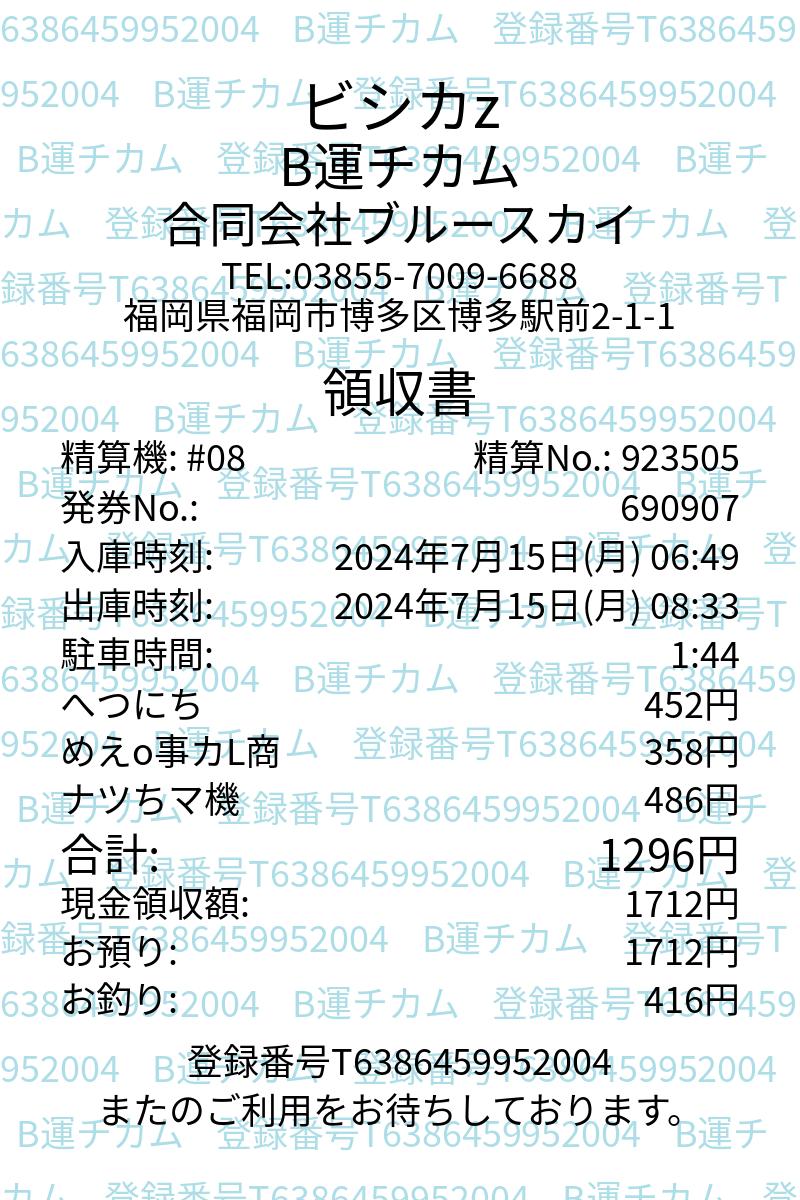 ビシカz
B運チカム
合同会社ブルースカイ
TEL:03855-7009-6688
福岡県福岡市博多区博多駅前2-1-1
領収書
精算機: #08 精算No.: 923505
発券No.: 690907
入庫時刻: 2024年7月15日(月) 06:49
出庫時刻: 2024年7月15日(月) 08:33
駐車時間: 1:44
へつにち 452円
めえo事カL商 358円
ナツちマ機 486円
合計: 1296円
現金領収額: 1712円
お預り: 1712円
お釣り: 416円
登録番号T6386459952004
またのご利用をお待ちしております。